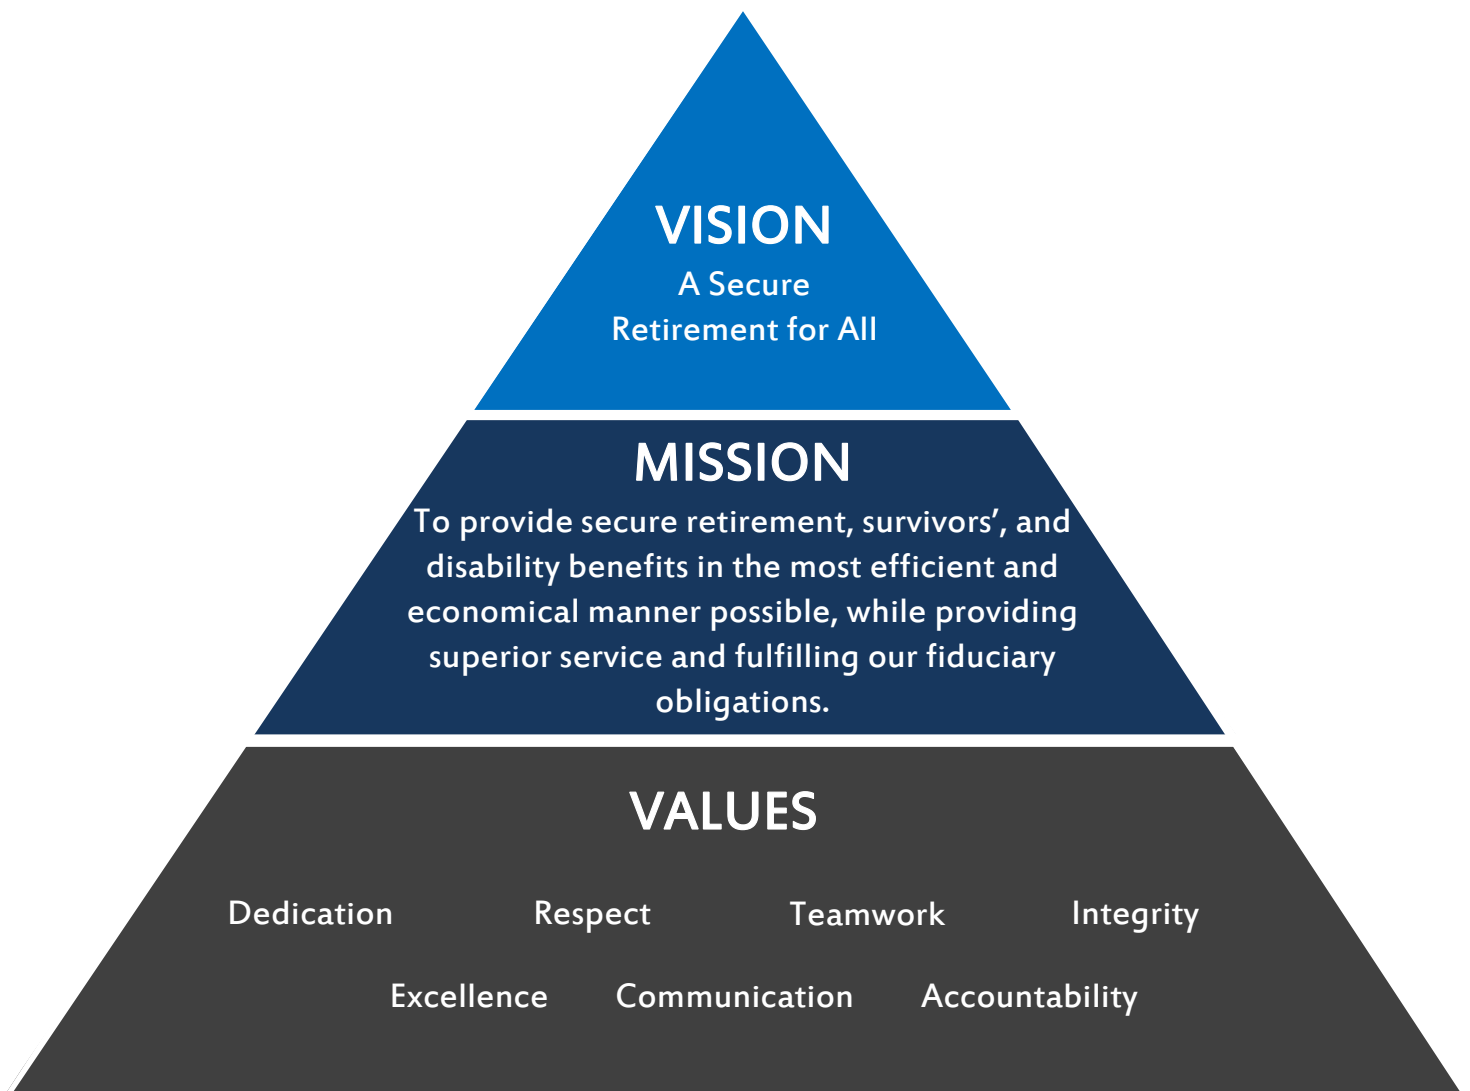 VISION
A Secure
Retirement for All
MISSION
To provide secure retirement, survivors’, and
disability benefits in the most efficient and
economical manner possible, while providing
superior service and fulfilling our fiduciary
obligations.
VALUES
Dedication Respect Teamwork Integrity
Excellence Communication Accountability